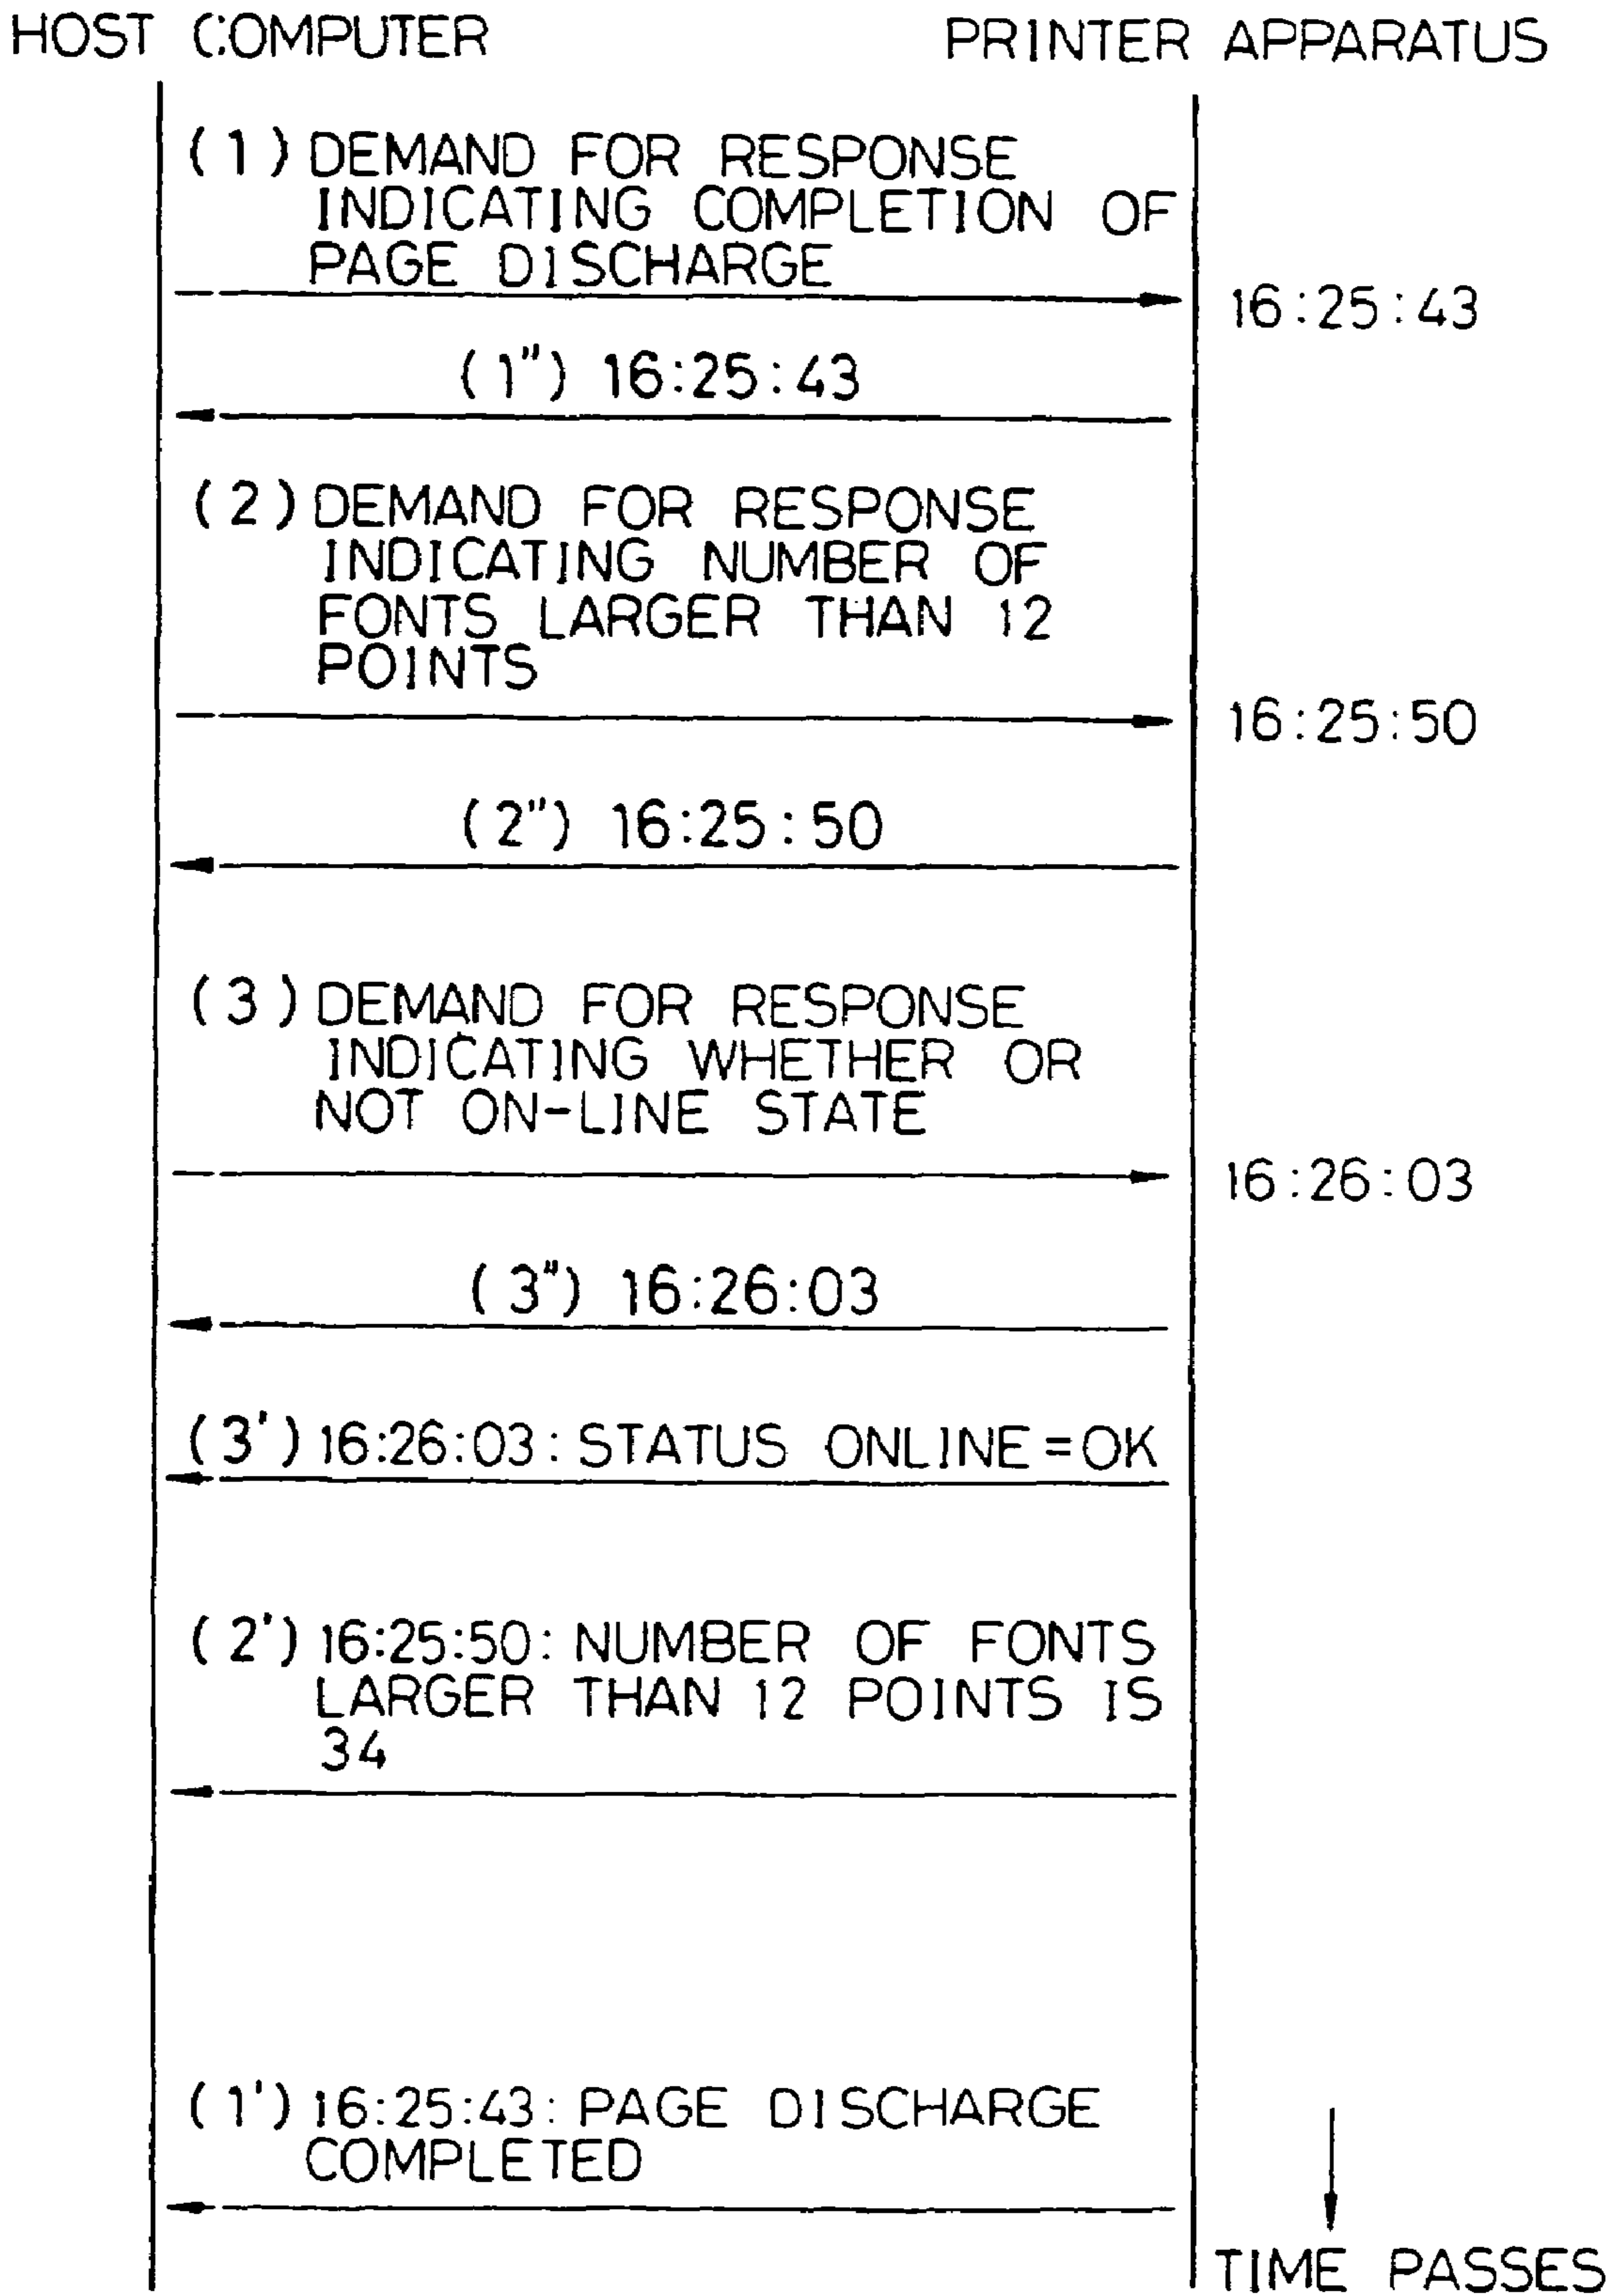 HOST COMPUTER
PRINTER APPARATUS
(1) DEMAND FOR RESPONSE
INDICATING COMPLETION OF
PAGE DISCHARGE
16:25:43
(1") 16:25:43
(2) DEMAND FOR RESPONSE
INDICATING NUMBER OF
FONTS LARGER THAN 12
POINTS
16:25:50
(2") 16:25:50
(3) DEMAND FOR RESPONSE
INDICATING WHETHER OR
NOT ON-LINE STATE
16:26:03
(3") 16:26:03
(3') 16:26:03: STATUS ONLINE=OK
(2') 16:25:50: NUMBER OF FONTS
LARGER THAN 12 POINTS IS
34
(1') 16:25:43: PAGE DISCHARGE
COMPLETED
TIME PASSES